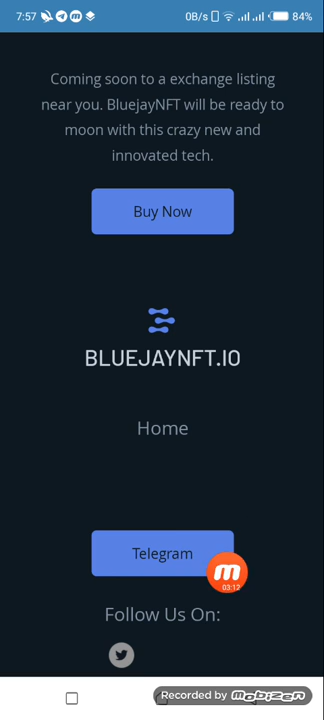 7:57 0B/s 84%
Coming soon to a exchange listing
near you. BluejayNFT will be ready to
moon with this crazy new and
innovated tech.
Buy Now
BLUEJAYNFT.IO
Home
Telegram
03:12
Follow Us On:
Recorded by mobizen